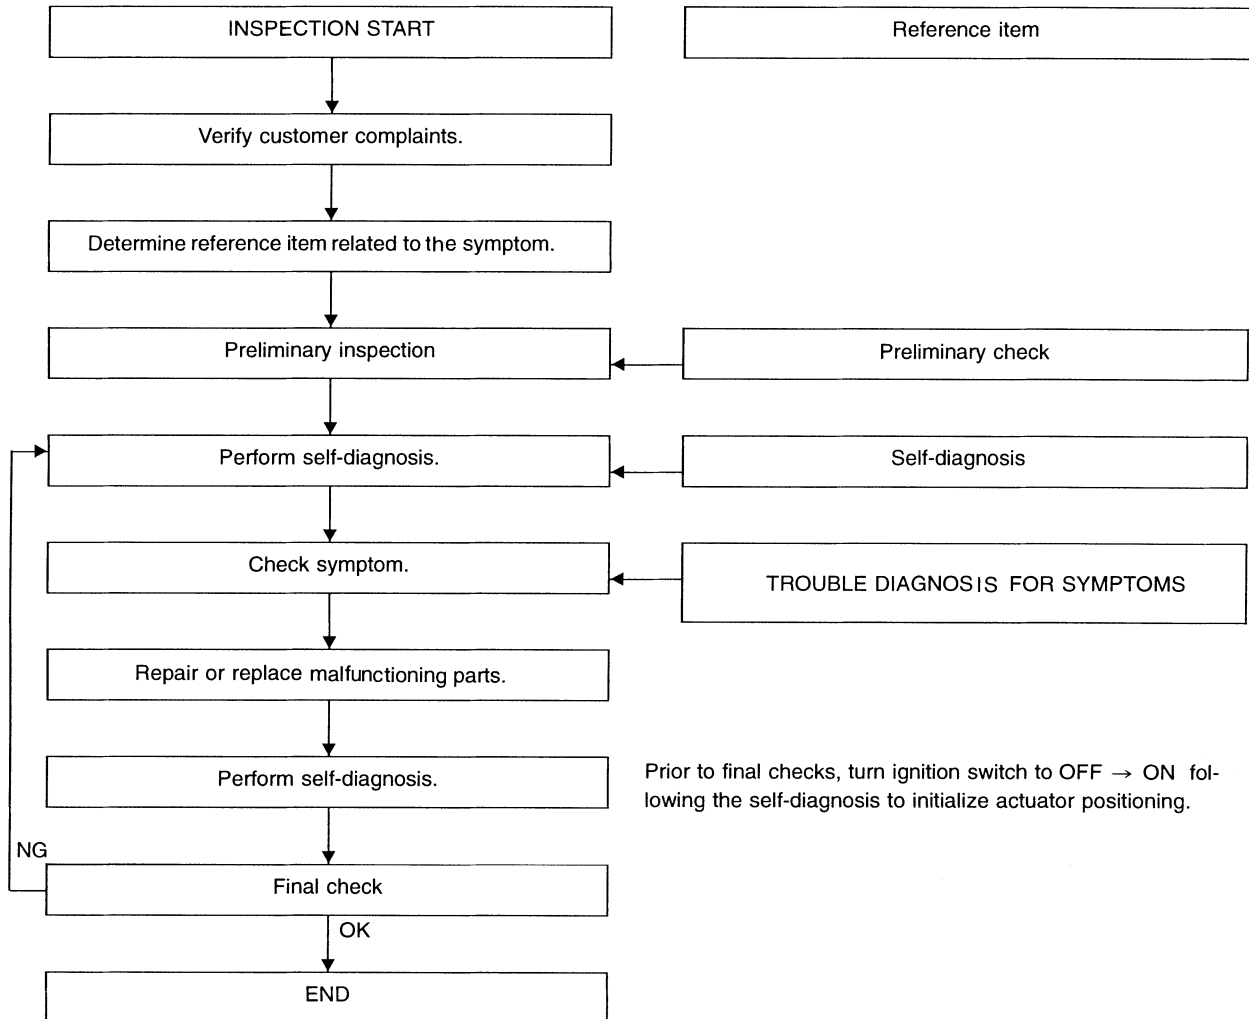 INSPECTION START
Reference item
Verify customer complaints.
Determine reference item related to the symptom.
Preliminary inspection
Preliminary check
Perform self-diagnosis.
Self-diagnosis
Check symptom.
TROUBLE DIAGNOSIS FOR SYMPTOMS
Repair or replace malfunctioning parts.
Perform self-diagnosis.
Prior to final checks, turn ignition switch to OFF → ON fol-
lowing the self-diagnosis to initialize actuator positioning.
NG
Final check
OK
END